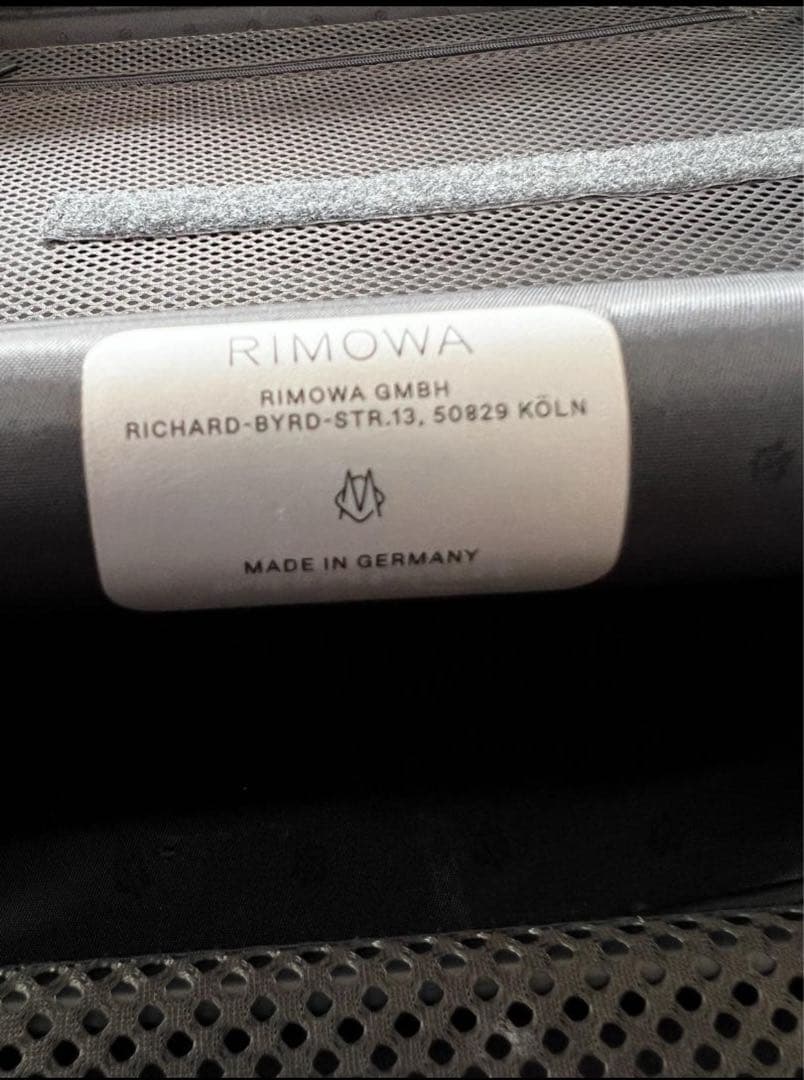 RIMOWA
RIMOWA GMBH
RICHARD-BYRD-STR.13, 50829 KÖLN
MADE IN GERMANY